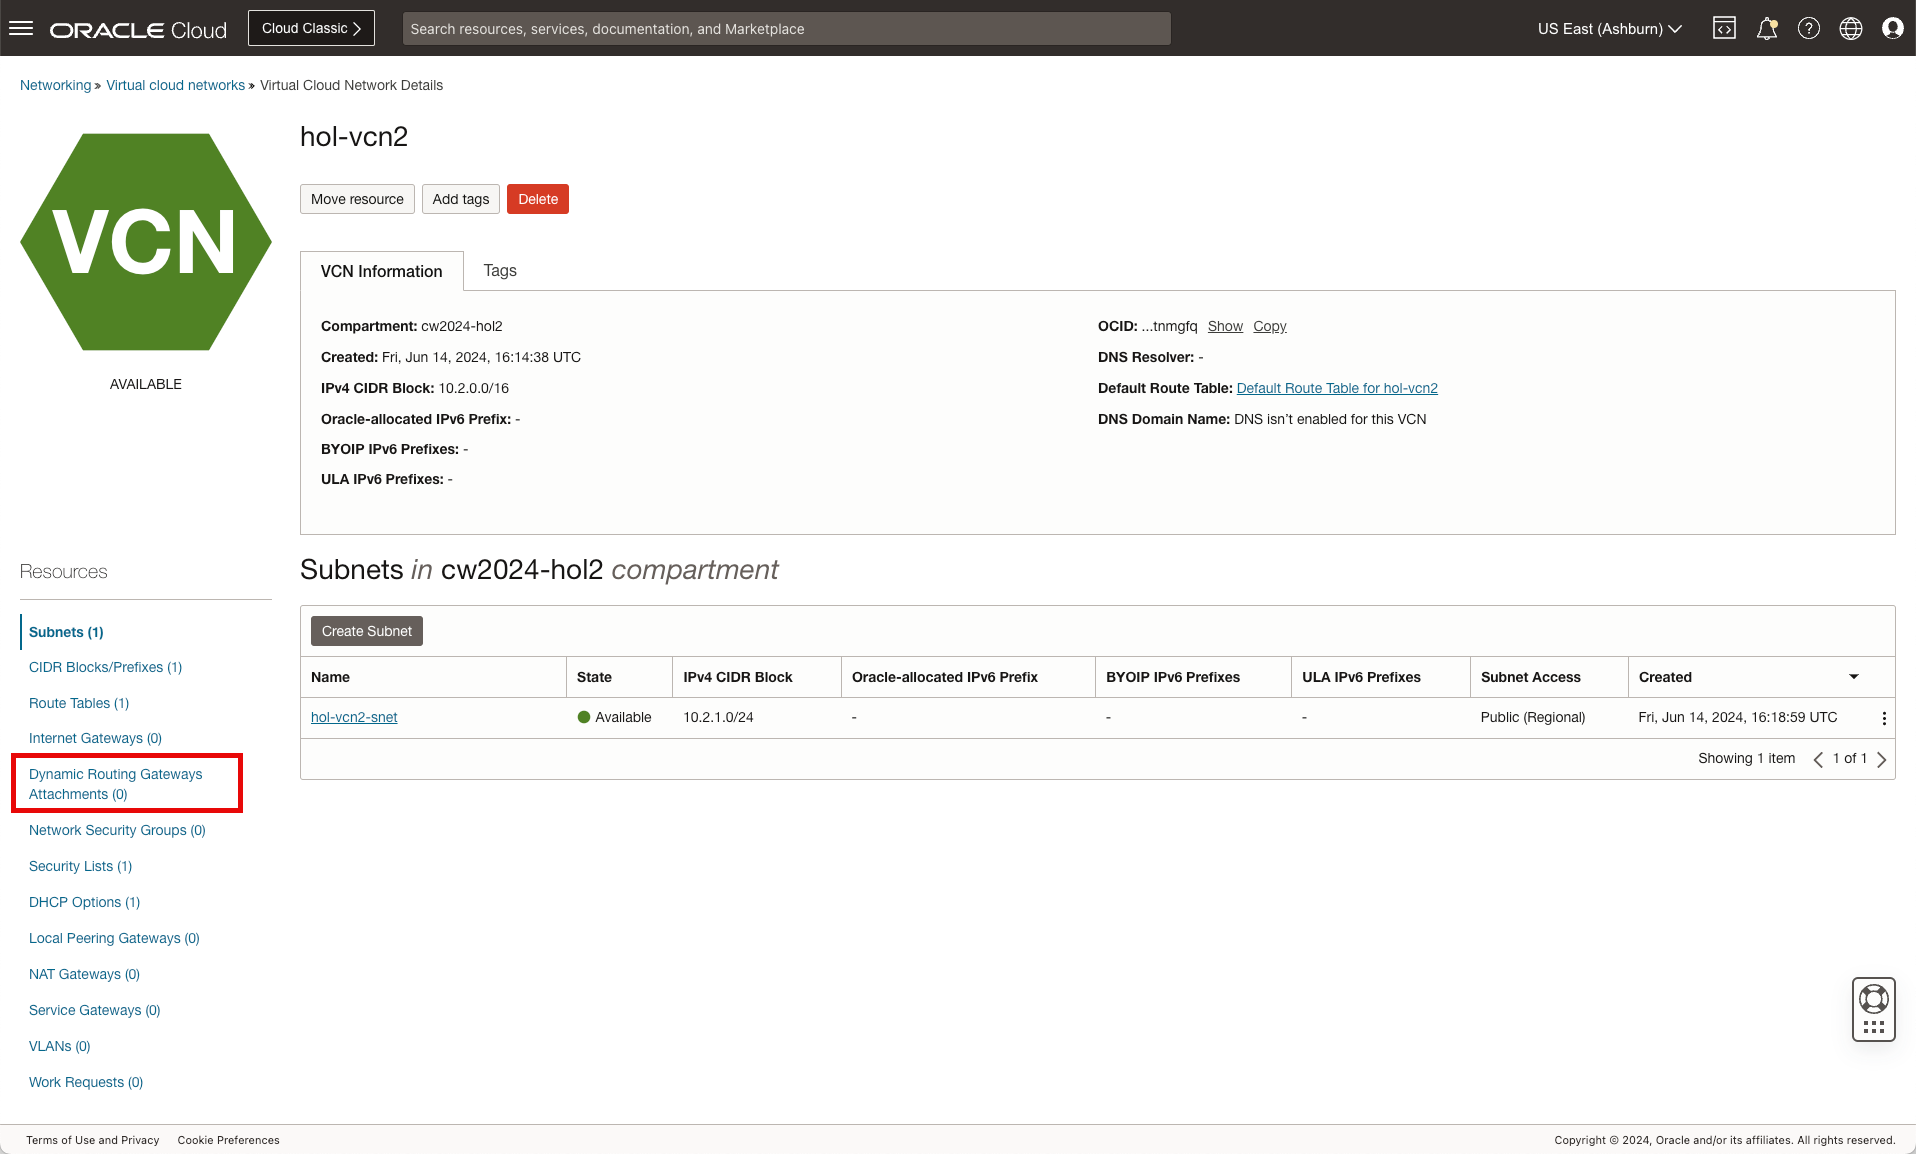 ORACLE Cloud
Cloud Classic
Search resources, services, documentation, and Marketplace
US East (Ashburn)
Networking » Virtual cloud networks » Virtual Cloud Network Details
VCN
AVAILABLE
hol-vcn2
Move resource
Add tags
Delete
VCN Information
Tags
Compartment: cw2024-hol2
Created: Fri, Jun 14, 2024, 16:14:38 UTC
IPv4 CIDR Block: 10.2.0.0/16
Oracle-allocated IPv6 Prefix: -
BYOIP IPv6 Prefixes: -
ULA IPv6 Prefixes: -
OCID: ...tnmgfq Show Copy
DNS Resolver: -
Default Route Table: Default Route Table for hol-vcn2
DNS Domain Name: DNS isn't enabled for this VCN
Resources
Subnets (1)
CIDR Blocks/Prefixes (1)
Route Tables (1)
Internet Gateways (0)
Dynamic Routing Gateways
Attachments (0)
Network Security Groups (0)
Security Lists (1)
DHCP Options (1)
Local Peering Gateways (0)
NAT Gateways (0)
Service Gateways (0)
VLANs (0)
Work Requests (0)
Subnets in cw2024-hol2 compartment
Create Subnet
Name State IPv4 CIDR Block Oracle-allocated IPv6 Prefix BYOIP IPv6 Prefixes ULA IPv6 Prefixes Subnet Access Created
hol-vcn2-snet Available 10.2.1.0/24 - - - Public (Regional) Fri, Jun 14, 2024, 16:18:59 UTC
Showing 1 item 1 of 1
Terms of Use and Privacy Cookie Preferences
Copyright © 2024, Oracle and/or its affiliates. All rights reserved.